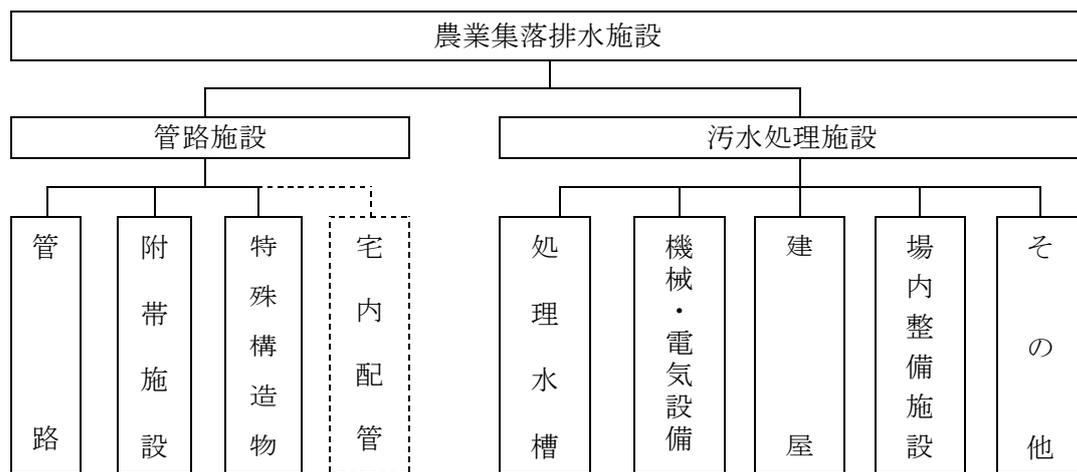 農業集落排水施設
管路施設
汚水処理施設
管路
附帯施設
特殊構造物
宅内配管
処理水槽
機械・電気設備
建屋
場内整備施設
その他